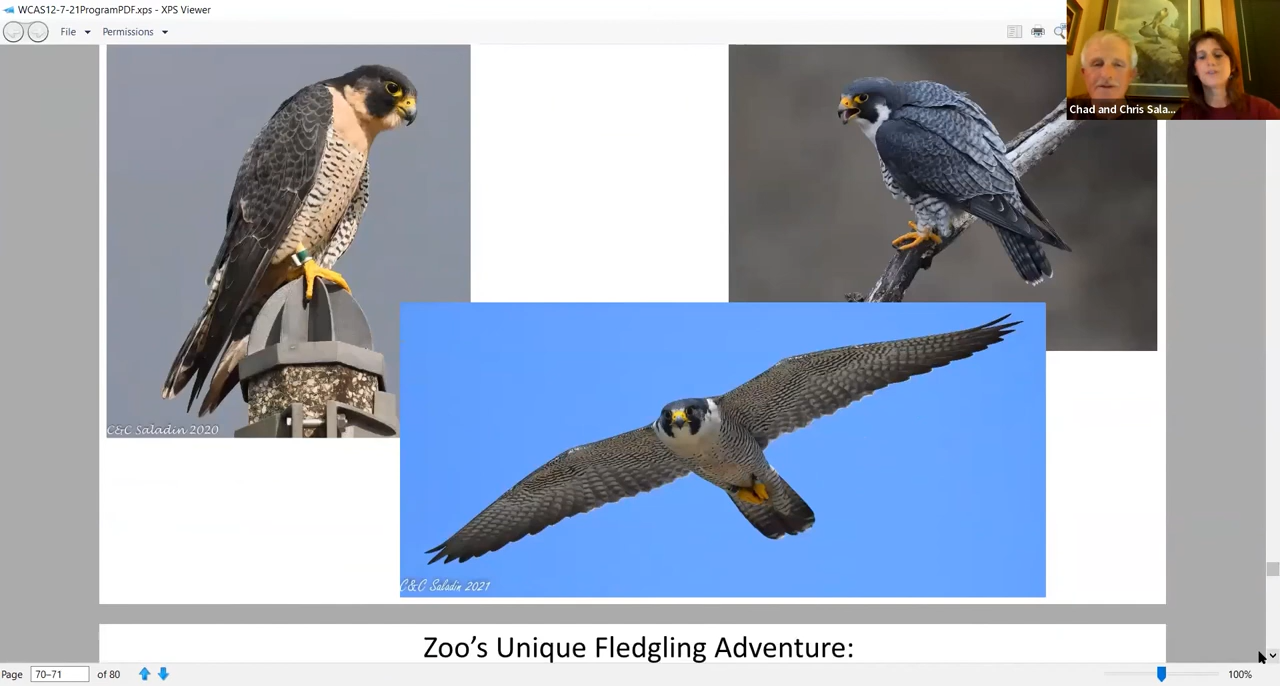 WCAS12-7-21ProgramPDF.xps - XPS Viewer
File Permissions
Chad and Chris Sala...
C&C Saladin 2020
C&C Saladin 2021
Zoo's Unique Fledgling Adventure:
Page 70-71 of 80
100%